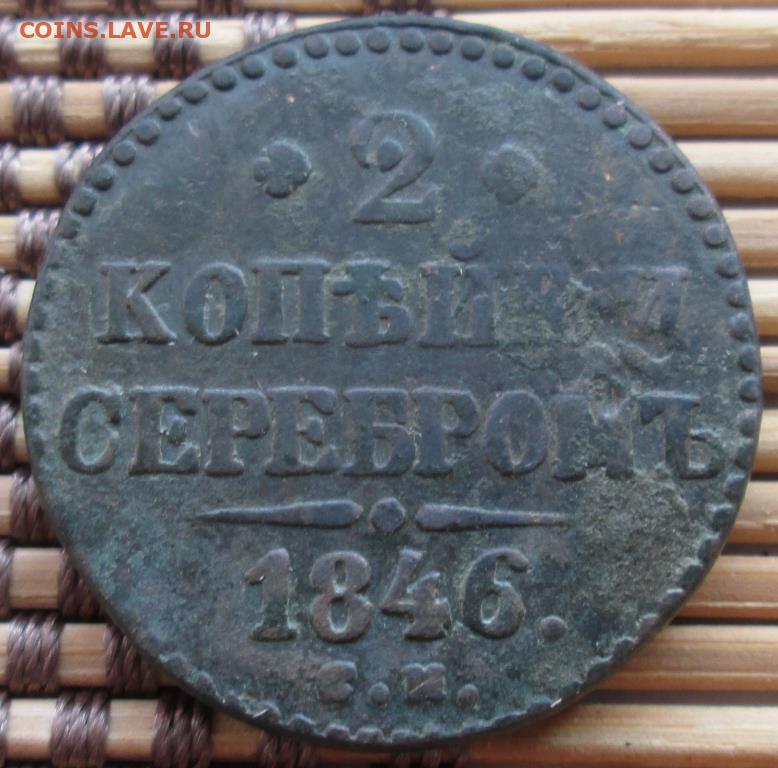 COINS.LAVE.RU
2
КОПѢЙКИ
СЕРЕБРОМЪ
1846.
С.М.